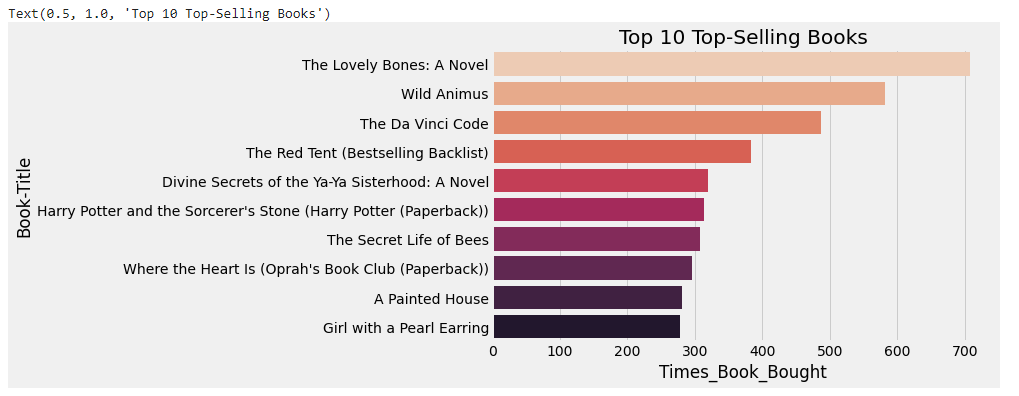 Text(0.5, 1.0, 'Top 10 Top-Selling Books')
Top 10 Top-Selling Books
Book-Title
The Lovely Bones: A Novel
Wild Animus
The Da Vinci Code
The Red Tent (Bestselling Backlist)
Divine Secrets of the Ya-Ya Sisterhood: A Novel
Harry Potter and the Sorcerer's Stone (Harry Potter (Paperback))
The Secret Life of Bees
Where the Heart Is (Oprah's Book Club (Paperback))
A Painted House
Girl with a Pearl Earring
0 100 200 300 400 500 600 700
Times_Book_Bought